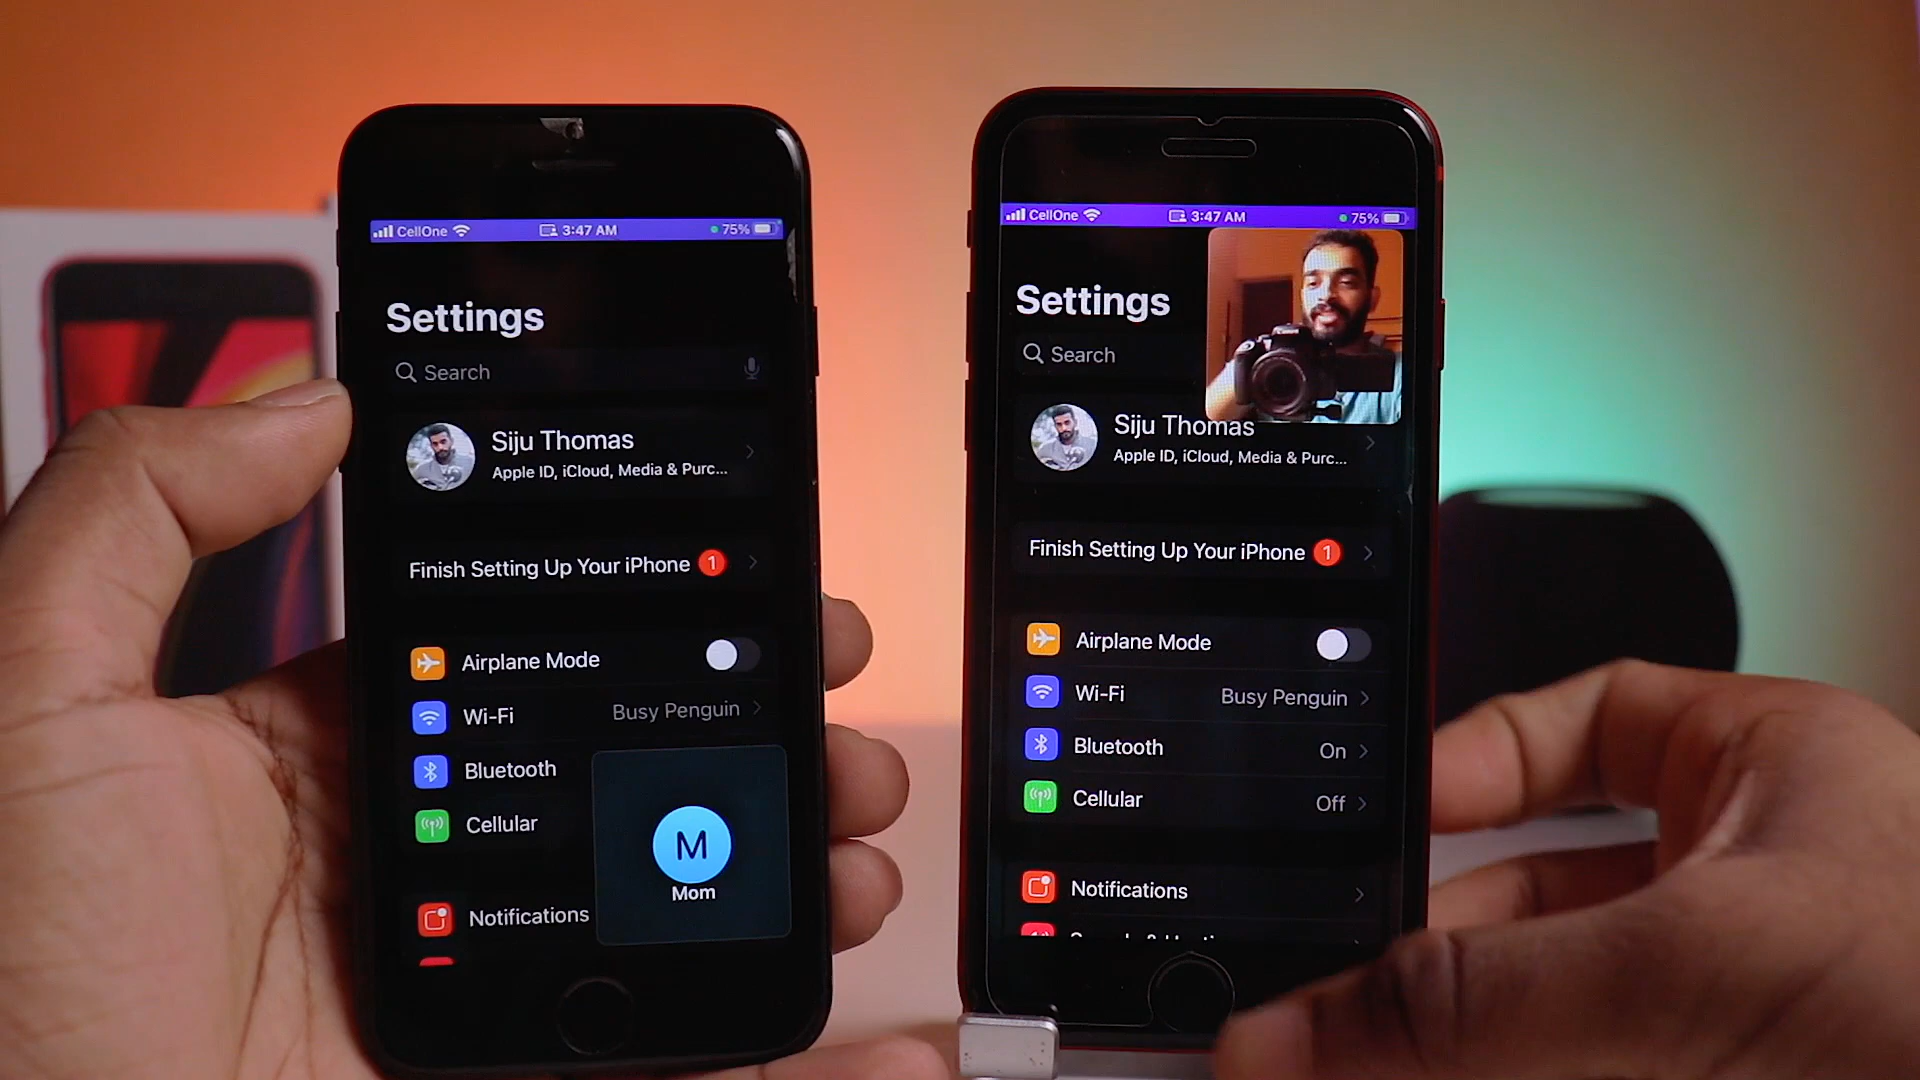 CellOne 3:47 AM 75%
Settings
Search
Siju Thomas
Apple ID, iCloud, Media & Purc...
Finish Setting Up Your iPhone 1
Airplane Mode
Wi-Fi Busy Penguin
Bluetooth
Cellular
M
Mom
Notifications
CellOne 3:47 AM 75%
Settings
Search
Canon
Siju Thomas
Apple ID, iCloud, Media & Purc...
Finish Setting Up Your iPhone 1
Airplane Mode
Wi-Fi Busy Penguin
Bluetooth On
Cellular Off
Notifications